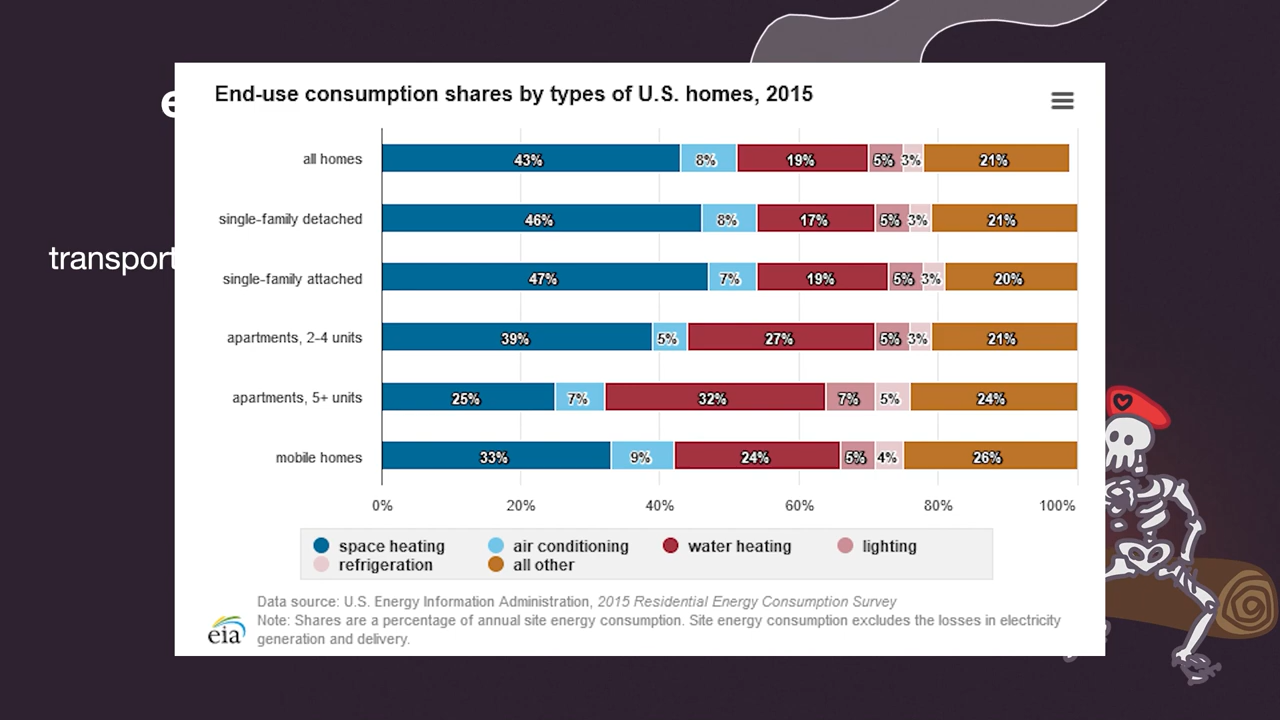 e
transport
End-use consumption shares by types of U.S. homes, 2015
all homes 43% 8% 19% 5% 3% 21%
single-family detached 46% 8% 17% 5% 3% 21%
single-family attached 47% 7% 19% 5% 3% 20%
apartments, 2-4 units 39% 5% 27% 5% 3% 21%
apartments, 5+ units 25% 7% 32% 7% 5% 24%
mobile homes 33% 9% 24% 5% 4% 26%
0% 20% 40% 60% 80% 100%
space heating air conditioning water heating lighting
refrigeration all other
Data source: U.S. Energy Information Administration, 2015 Residential Energy Consumption Survey
Note: Shares are a percentage of annual site energy consumption. Site energy consumption excludes the losses in electricity
generation and delivery.
eia